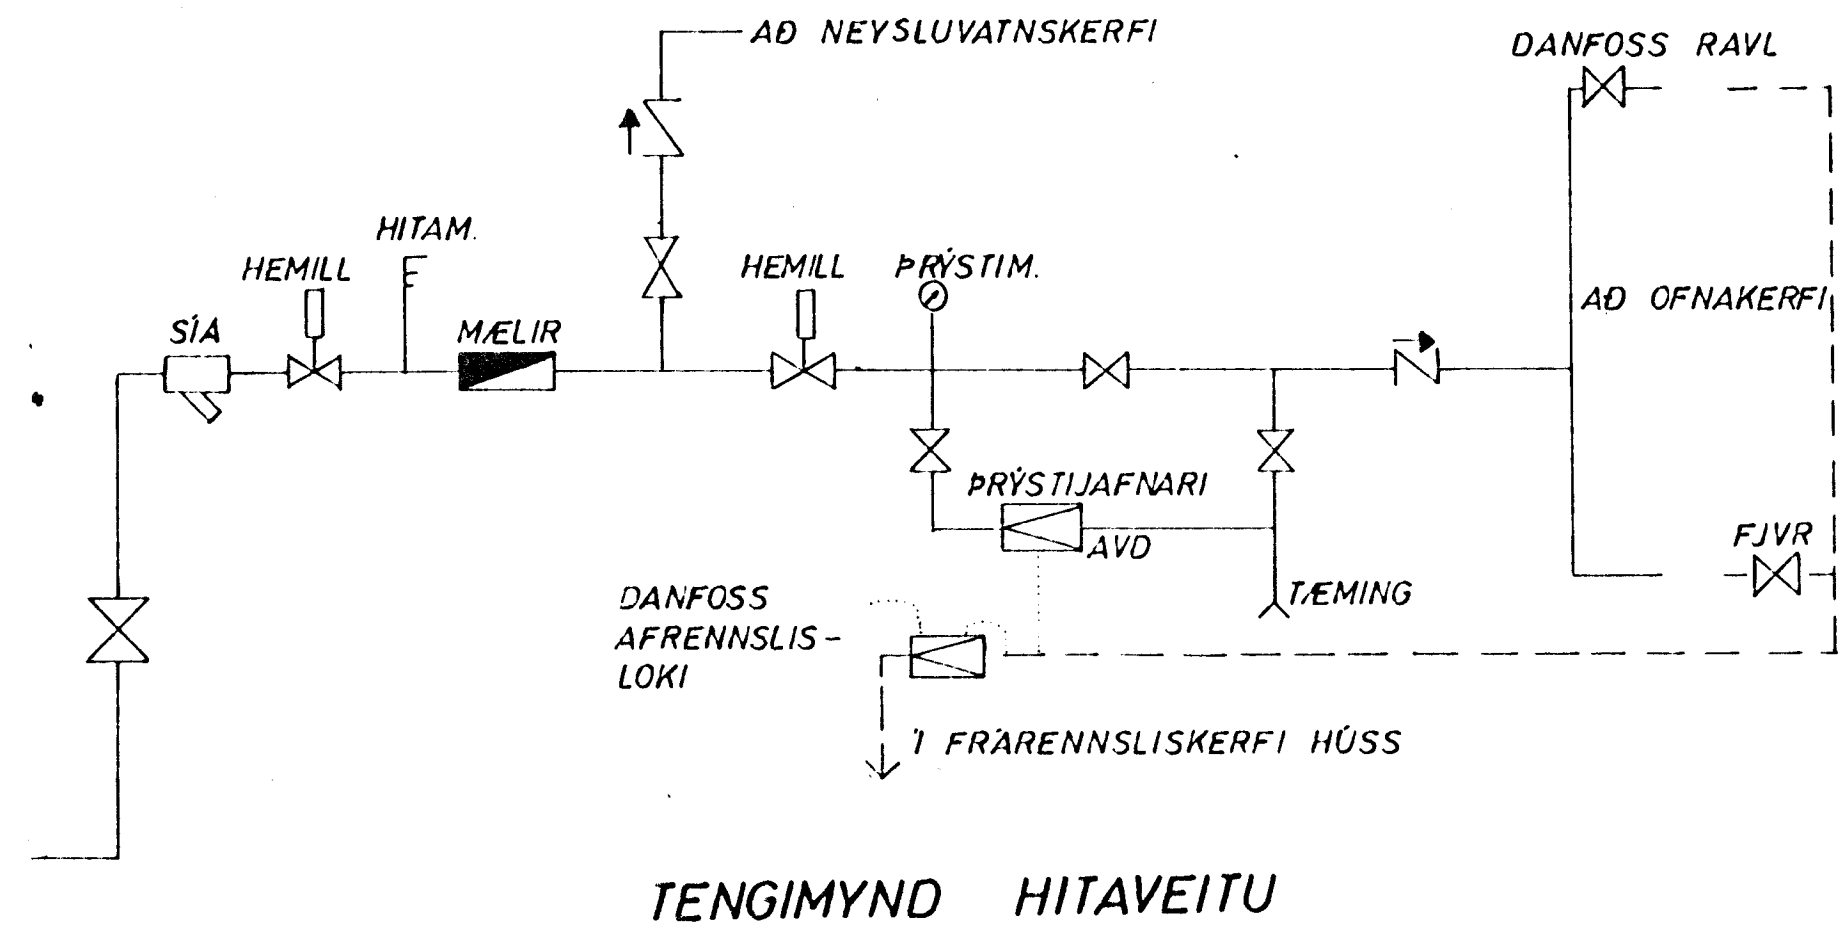 AÐ NEYSLUVATNSKERFI
DANFOSS RAVL
HITAM.
HEMILL
HEMILL
ÞRÝSTIM.
AÐ OFNAKERFI
SÍA
MÆLIR
ÞRÝSTIJAFNARI
AVD
FJVR
DANFOSS
AFRENNSLIS-
LOKI
TÆMING
Í FRÁRENNSLISKERFI HÚSS
TENGIMYND HITAVEITU